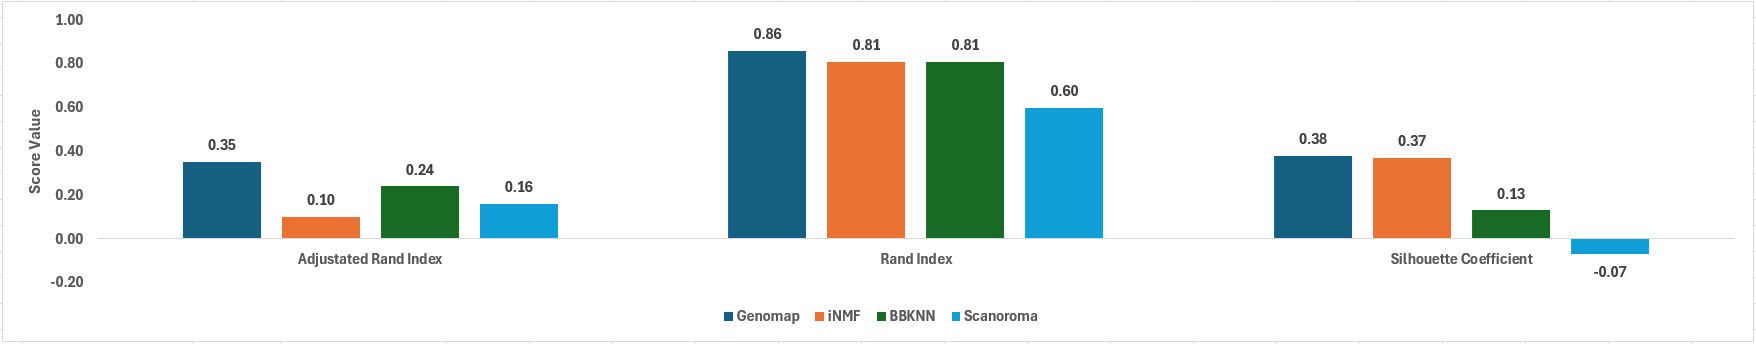 1.00
0.80
0.60
0.40
0.20
0.00
-0.20
Score Value
0.35
0.10
0.24
0.16
0.86
0.81
0.81
0.60
0.38
0.37
0.13
-0.07
Adjustated Rand Index
Rand Index
Silhouette Coefficient
Genomap
iNMF
BBKNN
Scanoroma